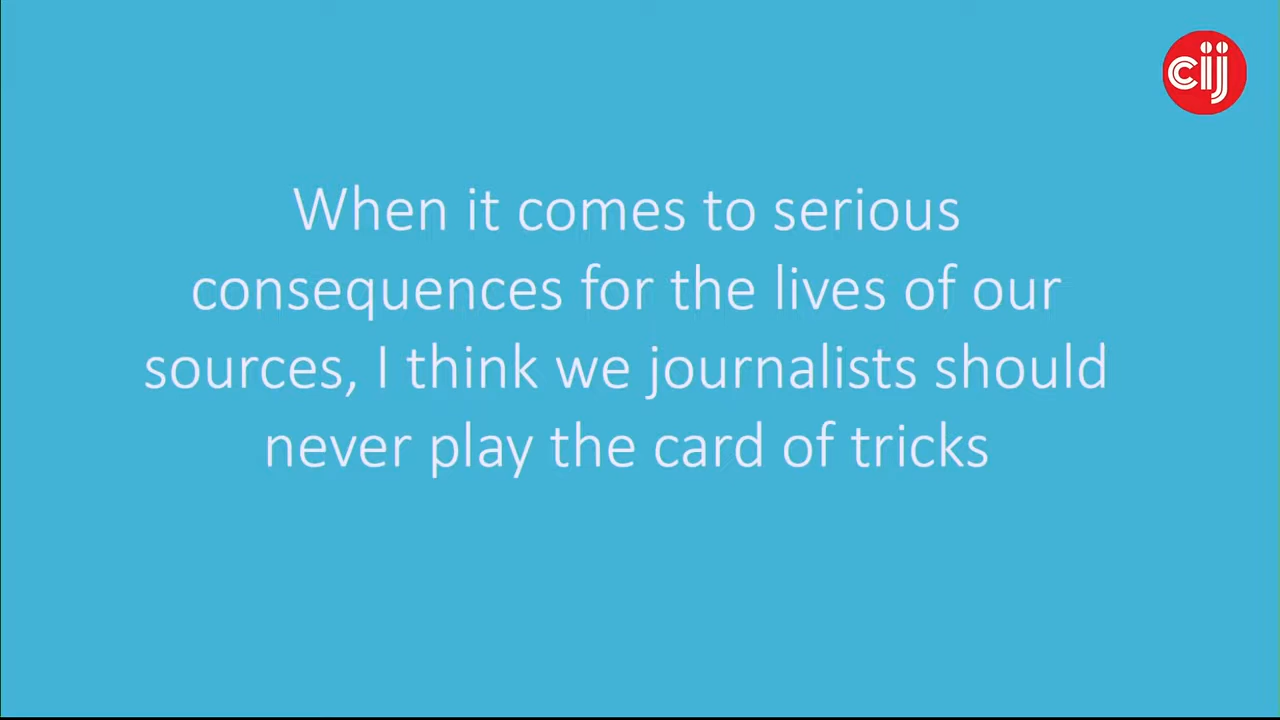 cij
When it comes to serious
consequences for the lives of our
sources, I think we journalists should
never play the card of tricks